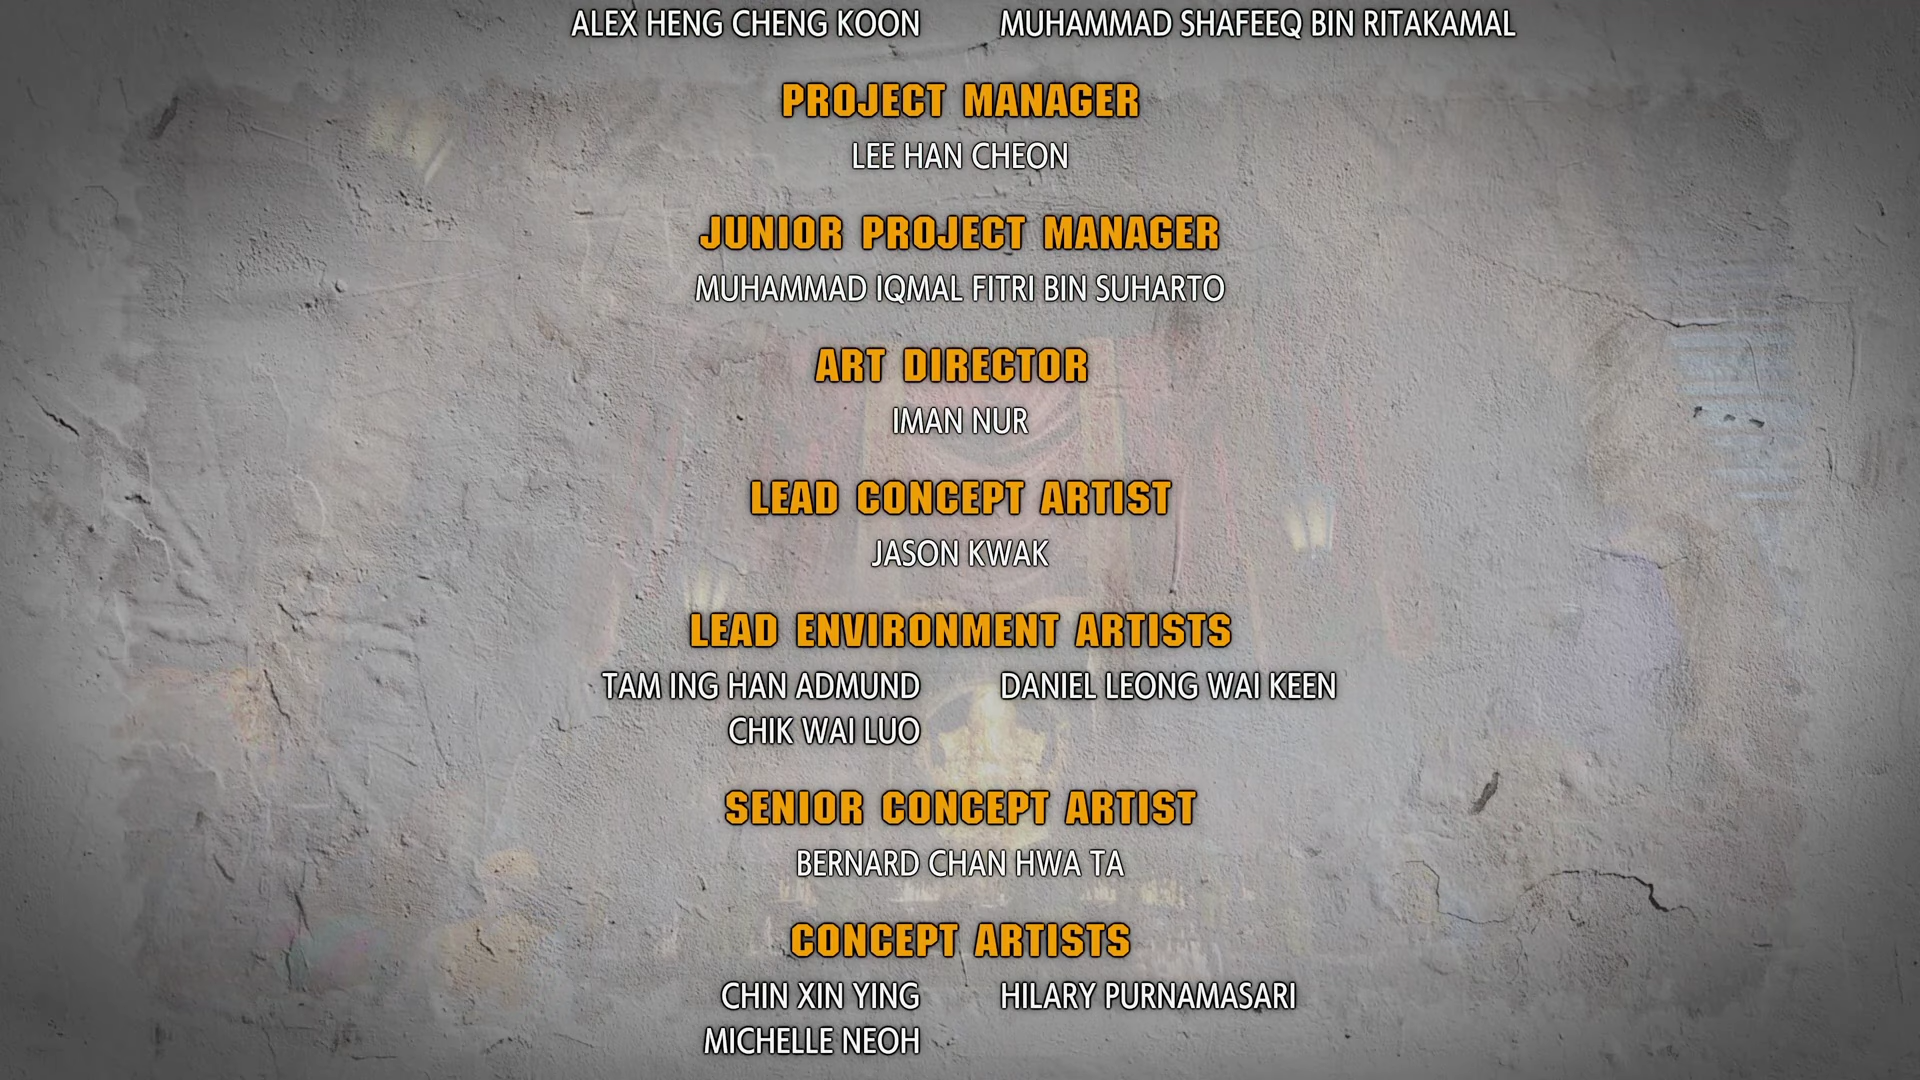 ALEX HENG CHENG KOON MUHAMMAD SHAFEEQ BIN RITAKAMAL
PROJECT MANAGER
LEE HAN CHEON
JUNIOR PROJECT MANAGER
MUHAMMAD IQMAL FITRI BIN SUHARTO
ART DIRECTOR
IMAN NUR
LEAD CONCEPT ARTIST
JASON KWAK
LEAD ENVIRONMENT ARTISTS
TAM ING HAN ADMUND DANIEL LEONG WAI KEEN
CHIK WAI LUO
SENIOR CONCEPT ARTIST
BERNARD CHAN HWA TA
CONCEPT ARTISTS
CHIN XIN YING HILARY PURNAMASARI
MICHELLE NEOH